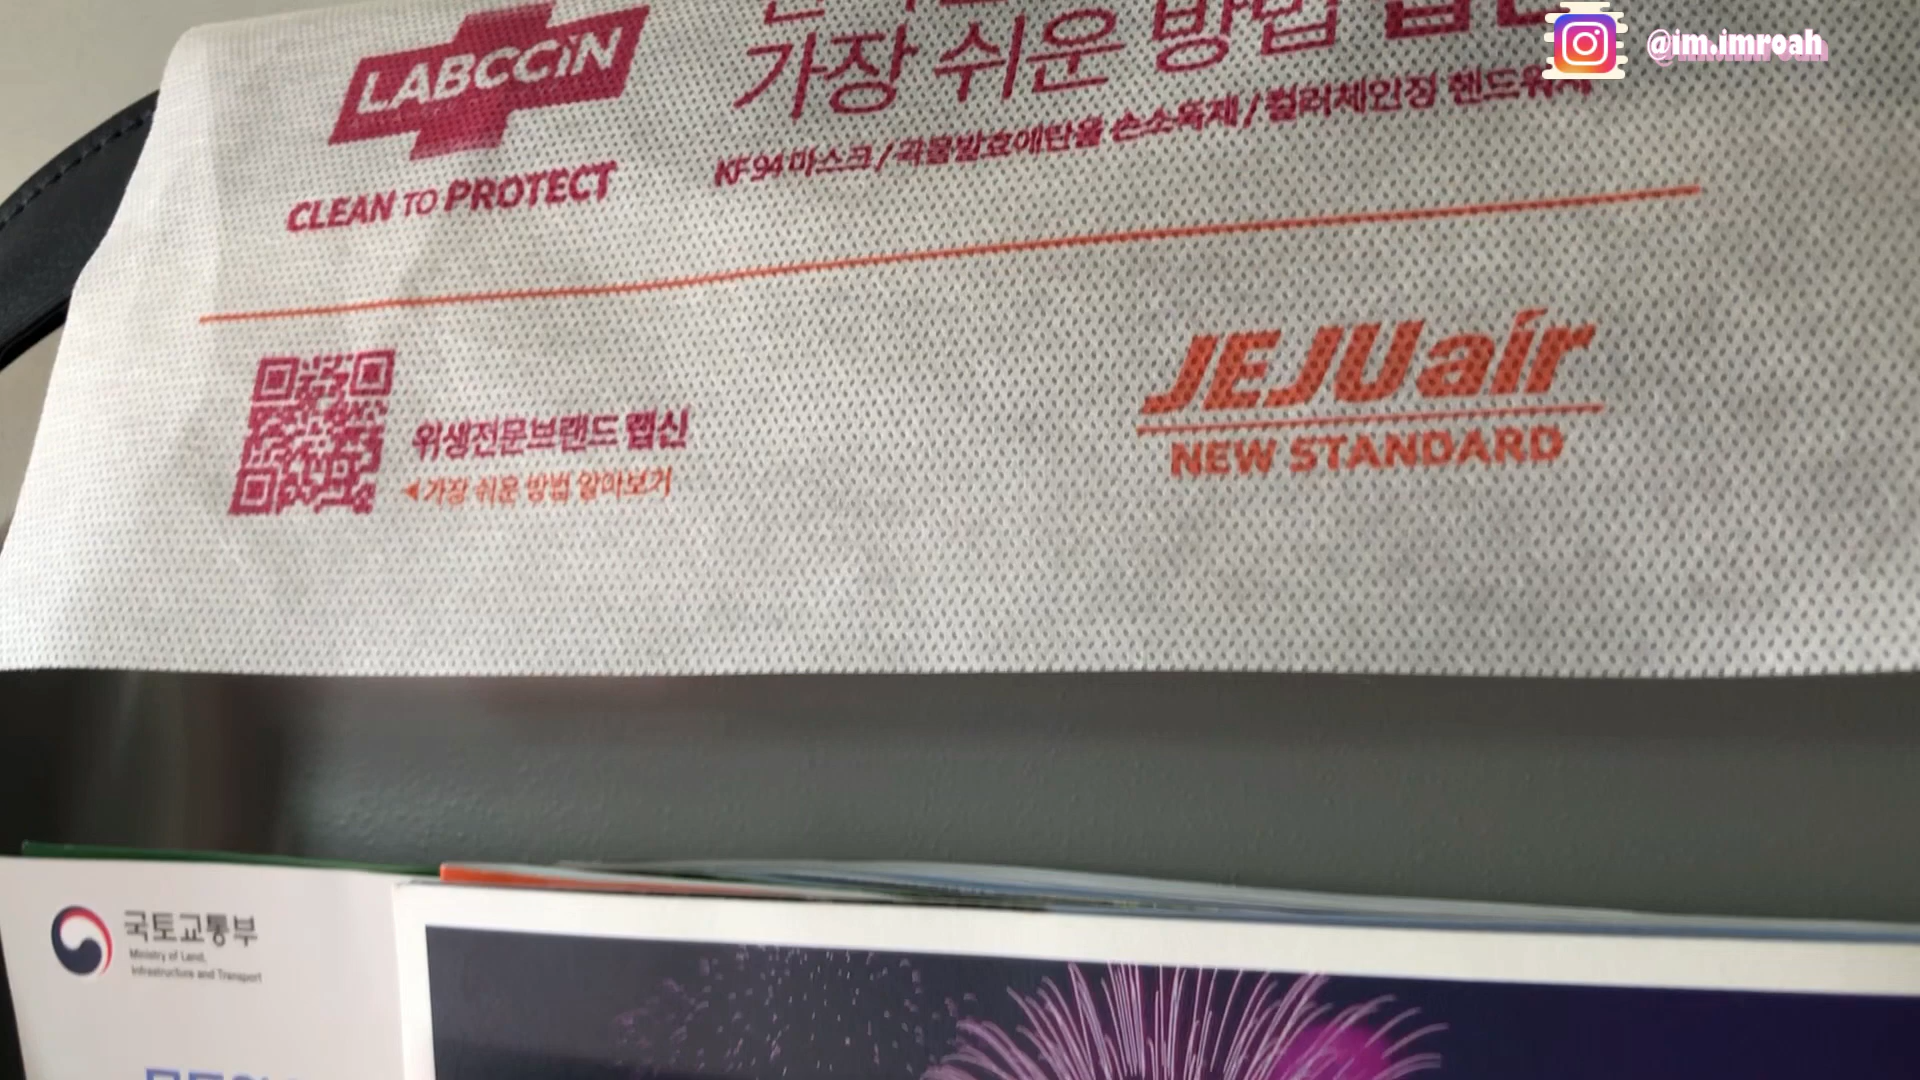 @im.imroah
LABCCiN
가장 쉬운 방법
CLEAN TO PROTECT
KF94 마스크 / 곡물발효에탄올 손소독제 / 컬러체인징 핸드워시
JEJUair
NEW STANDARD
위생전문브랜드 랩신
◀가장 쉬운 방법 알아보기
국토교통부
Ministry of Land,
Infrastructure and Transport